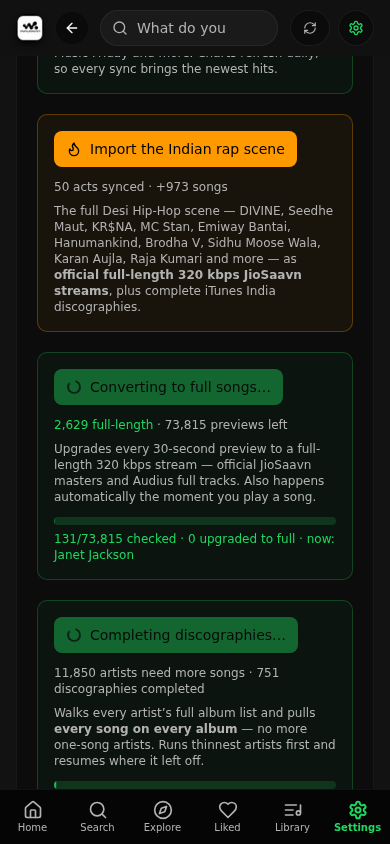 What do you
so every sync brings the newest hits.
Import the Indian rap scene
50 acts synced · +973 songs
The full Desi Hip-Hop scene — DIVINE, Seedhe
Maut, KR$NA, MC Stan, Emiway Bantai,
Hanumankind, Brodha V, Sidhu Moose Wala,
Karan Aujla, Raja Kumari and more — as
official full-length 320 kbps JioSaavn
streams, plus complete iTunes India
discographies.
Converting to full songs...
2,629 full-length · 73,815 previews left
Upgrades every 30-second preview to a full-
length 320 kbps stream — official JioSaavn
masters and Audius full tracks. Also happens
automatically the moment you play a song.
131/73,815 checked · 0 upgraded to full · now:
Janet Jackson
Completing discographies...
11,850 artists need more songs · 751
discographies completed
Walks every artist's full album list and pulls
every song on every album — no more
one-song artists. Runs thinnest artists first and
resumes where it left off.
Home
Search
Explore
Liked
Library
Settings